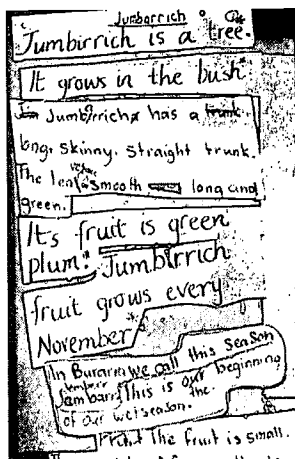 Jumbarrich
Jumbirrich is a tree.
It grows in the bush
Jumbirrich has a trunk.
long. Skinny. Straight trunk.
The leaf smooth long and
green.
Its fruit is green
plum. Jumbirrich
fruit grows every
November
In Burarra we call this season
Jambarr This is our beginning
of our wet season. the
The fruit is small.